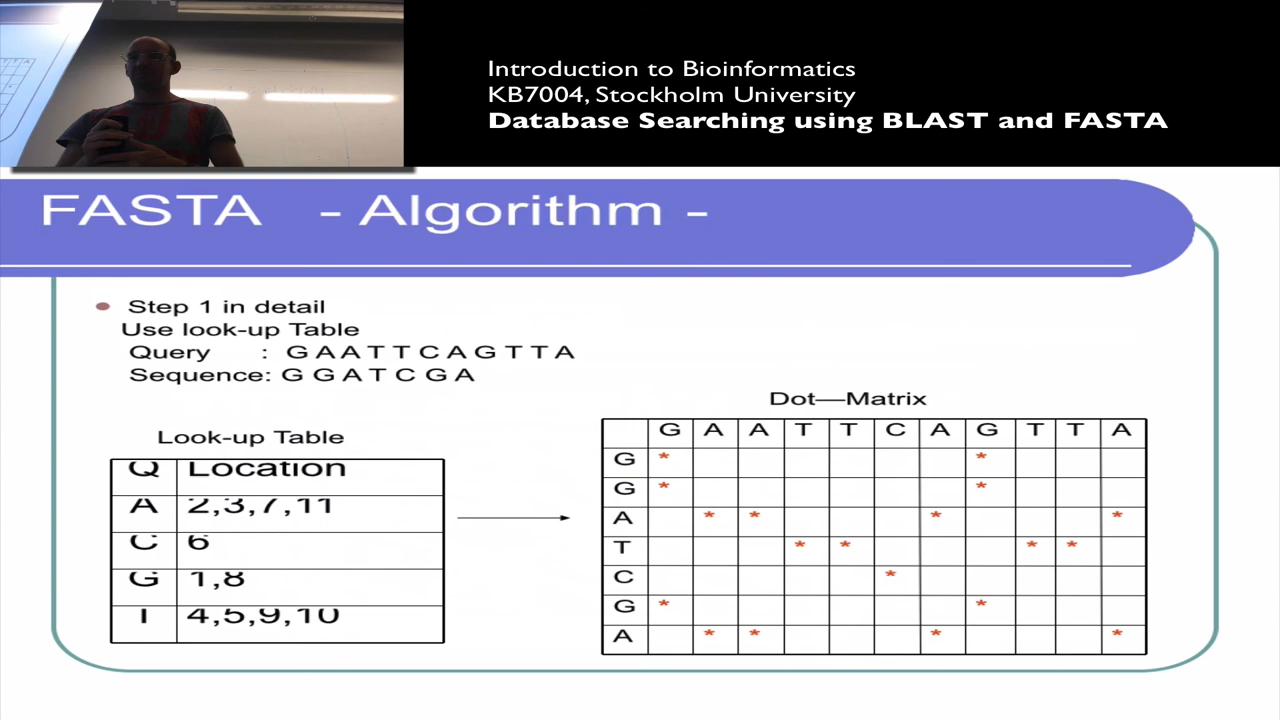 Introduction to Bioinformatics
KB7004, Stockholm University
Database Searching using BLAST and FASTA
FASTA - Algorithm -
Step 1 in detail
Use look-up Table
Query : G A A T T C A G T T A
Sequence: G G A T C G A
Look-up Table
Q Location
A 2,3,7,11
C 6
G 1,8
T 4,5,9,10
Dot—Matrix
G A A T T C A G T T A
G * *
G * *
A * * * *
T * * * *
C *
G * *
A * * * *